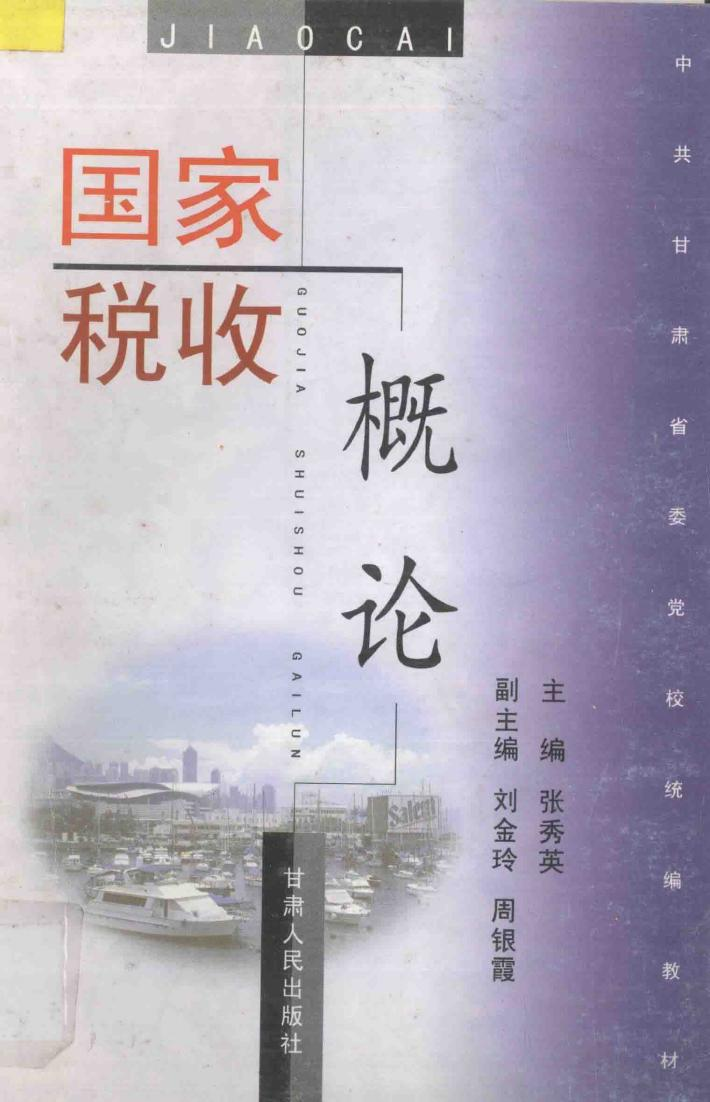 JIAOCAI
国家
税收
概论
GUOJIA SHUISHOU GAILUN
中共甘肃省委党校统编教材
主编 张秀英
副主编 刘金玲 周银霞
Salem
甘肃人民出版社